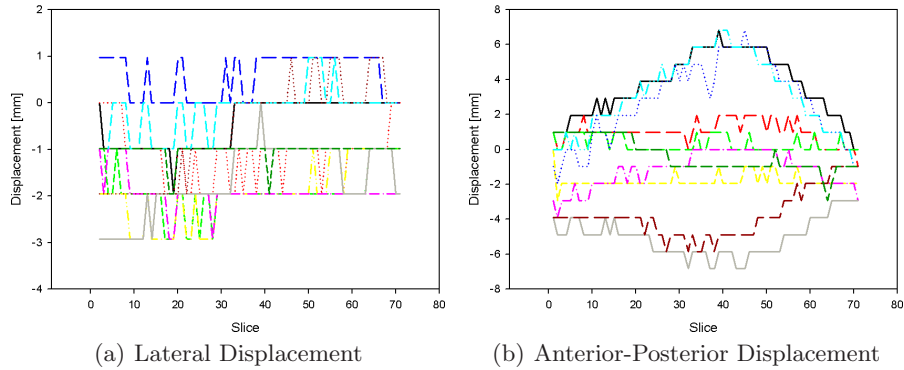 2
1
0
-1
-2
-3
-4
Displacement [mm]
0 10 20 30 40 50 60 70 80
Slice
(a) Lateral Displacement
8
6
4
2
0
-2
-4
-6
-8
Displacement [mm]
0 10 20 30 40 50 60 70 80
Slice
(b) Anterior-Posterior Displacement